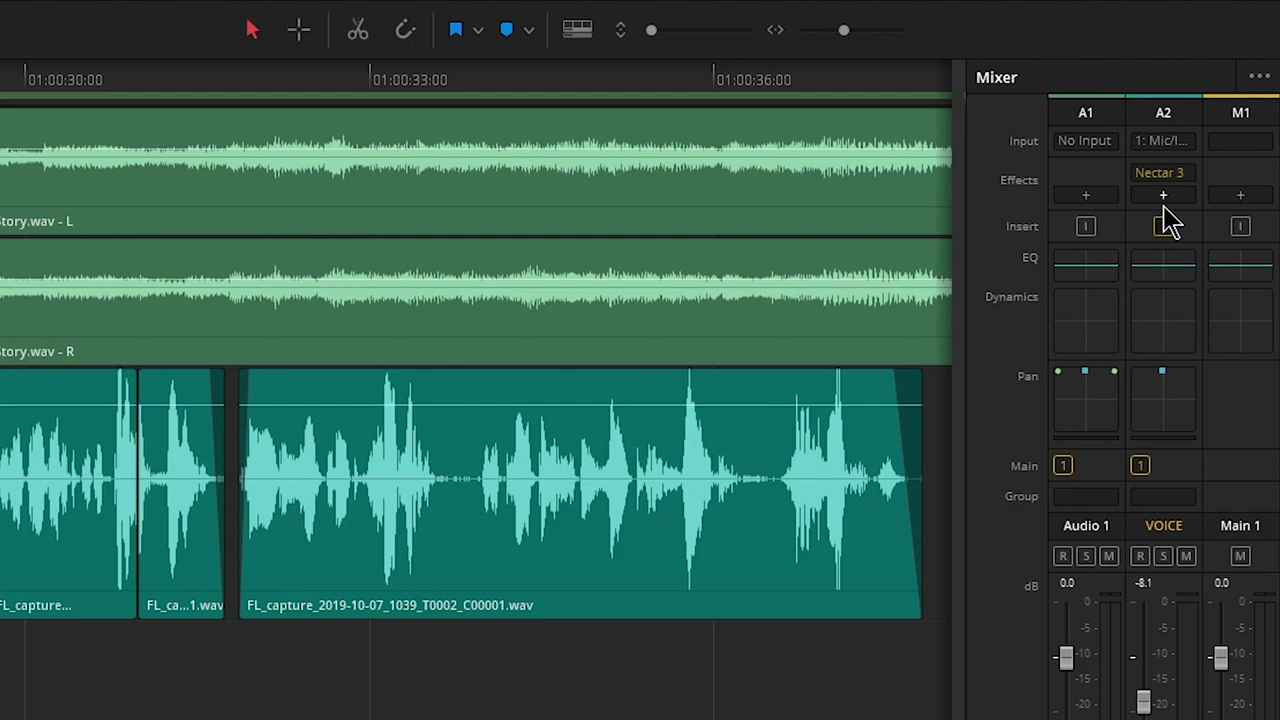 01:00:30:00
01:00:33:00
01:00:36:00
Story.wav - L
Story.wav - R
FL_capture...
FL_ca...1.wav
FL_capture_2019-10-07_1039_T0002_C00001.wav
Mixer
A1 A2 M1
Input No Input 1: Mic/I...
Effects Nectar 3
+ + +
Insert I I
EQ
Dynamics
Pan
Main 1 1
Group
Audio 1 VOICE Main 1
R S M R S M M
dB 0.0 -8.1 0.0
0- 0- 0-
-5- -5- -5-
-10- -10- -10-
-15- -15- -15-
-20- -20- -20-